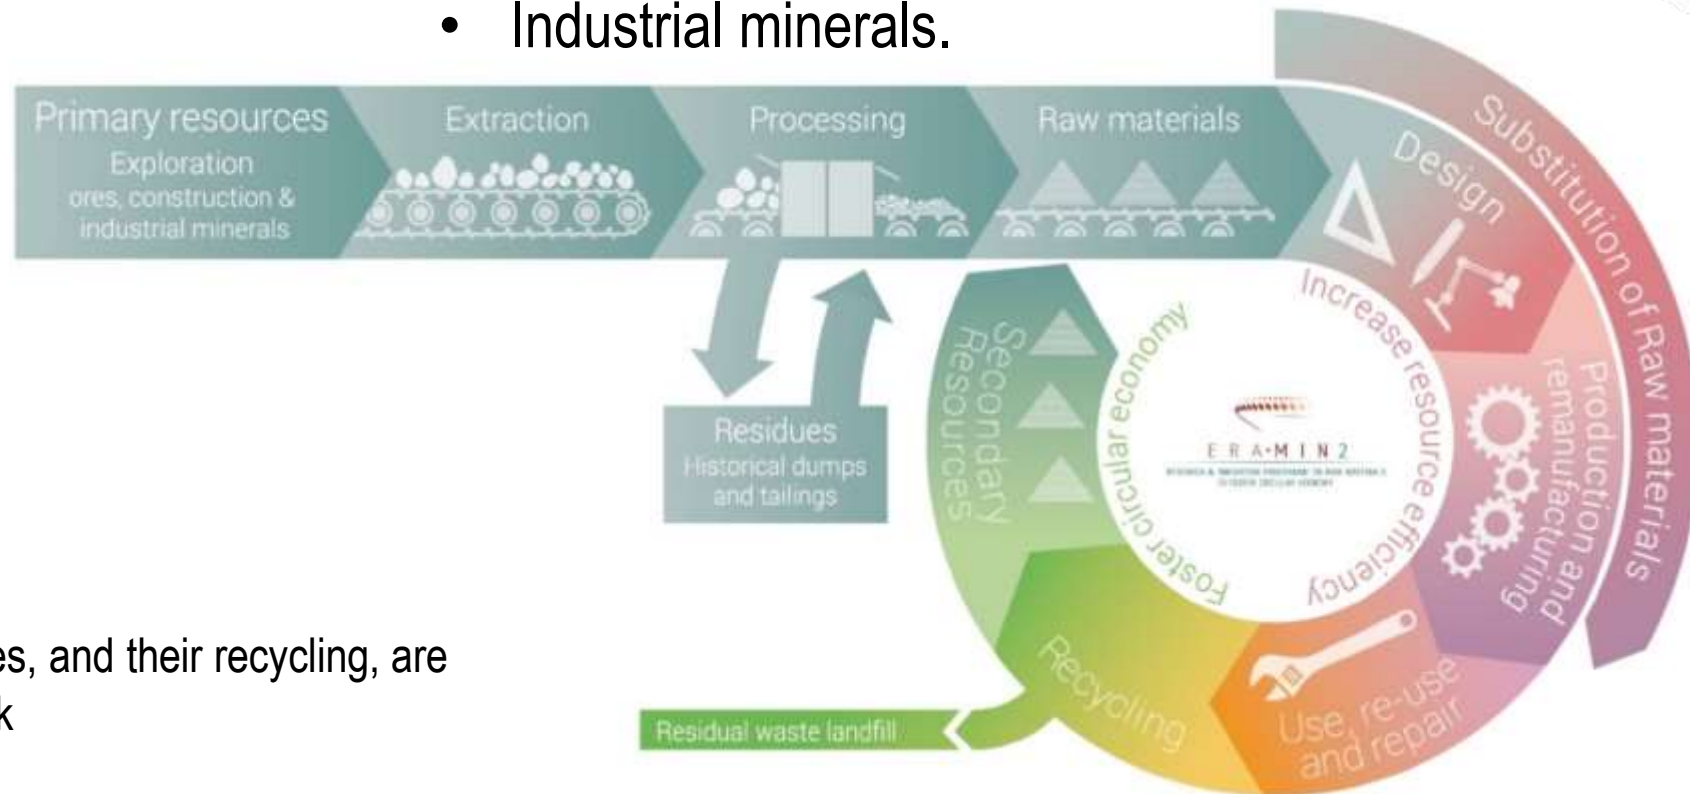 • Industrial minerals.
Primary resources
Exploration
ores, construction &
industrial minerals
Extraction
Processing
Raw materials
Design
Substitution of Raw materials
Production and
remanufacturing
Use, re-use
and repair
Recycling
Residual waste landfill
Secondary
Resources
Residues
Historical dumps
and tailings
Foster circular economy
Increase resource efficiency
ERA•MIN2
es, and their recycling, are
k